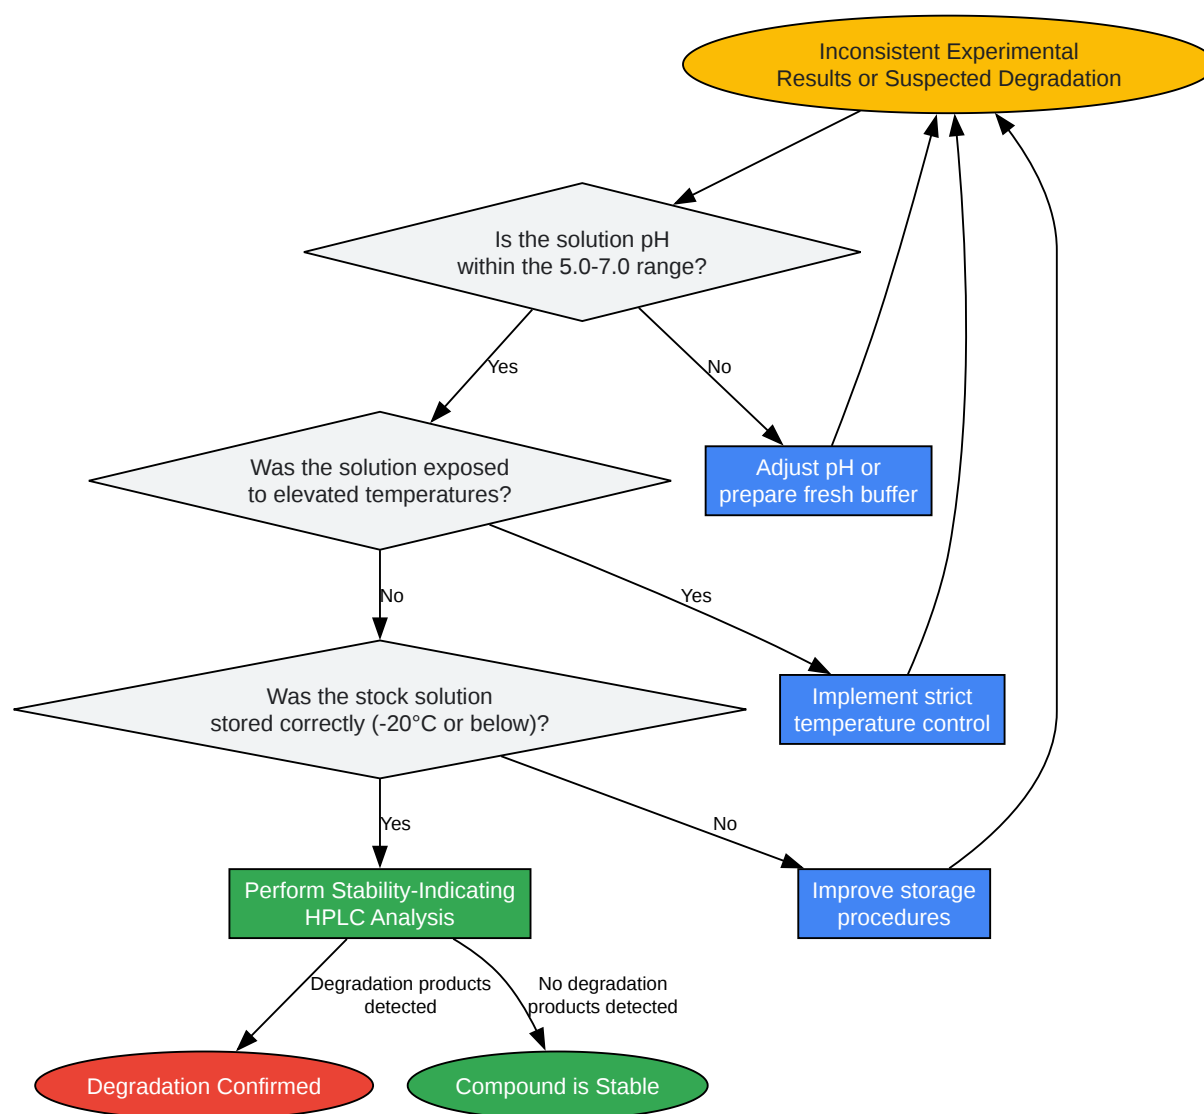 Inconsistent Experimental
Results or Suspected Degradation
Is the solution pH
within the 5.0-7.0 range?
Yes
No
Was the solution exposed
to elevated temperatures?
Adjust pH or
prepare fresh buffer
No
Yes
Was the stock solution
stored correctly (-20°C or below)?
Implement strict
temperature control
Yes
No
Perform Stability-Indicating
HPLC Analysis
Improve storage
procedures
Degradation products
detected
No degradation
products detected
Degradation Confirmed
Compound is Stable